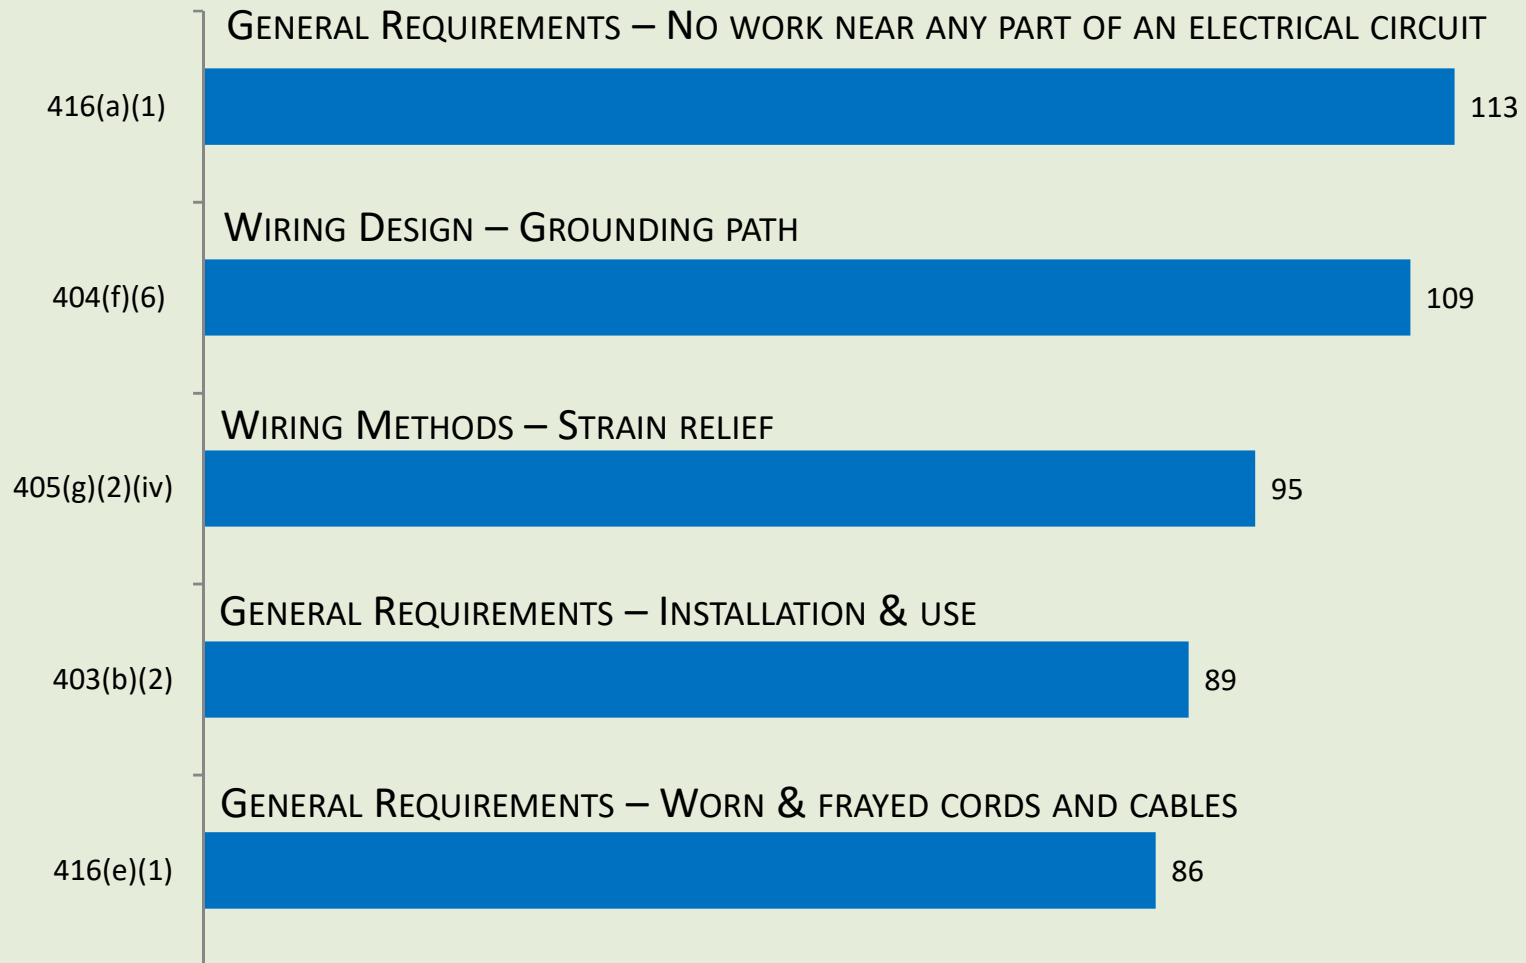 General Requirements – No work near any part of an electrical circuit
416(a)(1)
113
Wiring Design – Grounding path
404(f)(6)
109
Wiring Methods – Strain relief
405(g)(2)(iv)
95
General Requirements – Installation & use
403(b)(2)
89
General Requirements – Worn & frayed cords and cables
416(e)(1)
86